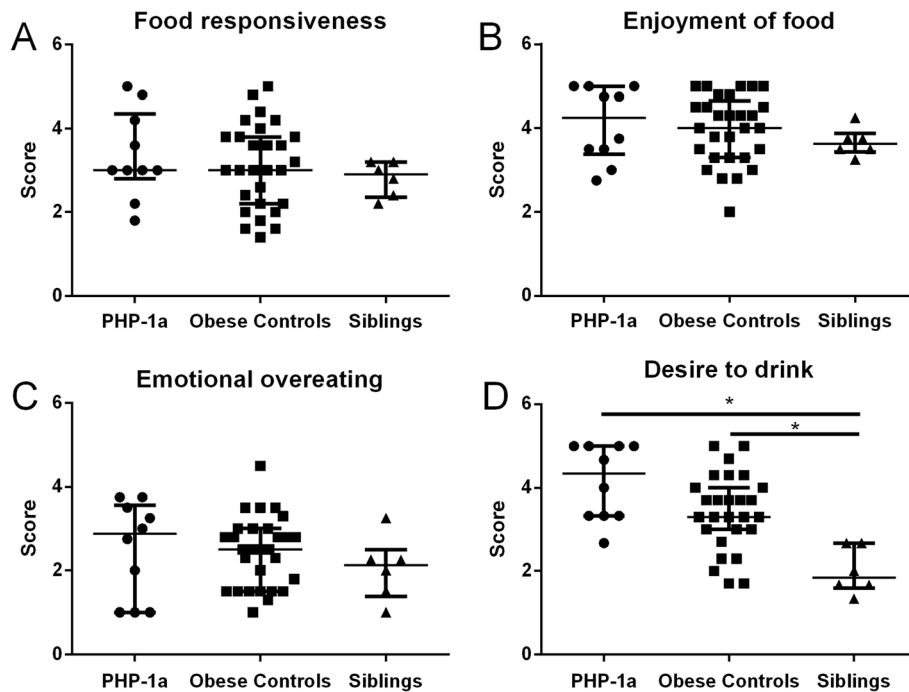 A
Food responsiveness
Score
6
4
2
0
PHP-1a Obese Controls Siblings
B
Enjoyment of food
Score
6
4
2
0
PHP-1a Obese Controls Siblings
C
Emotional overeating
Score
6
4
2
0
PHP-1a Obese Controls Siblings
D
Desire to drink
Score
6
4
2
0
*
*
PHP-1a Obese Controls Siblings